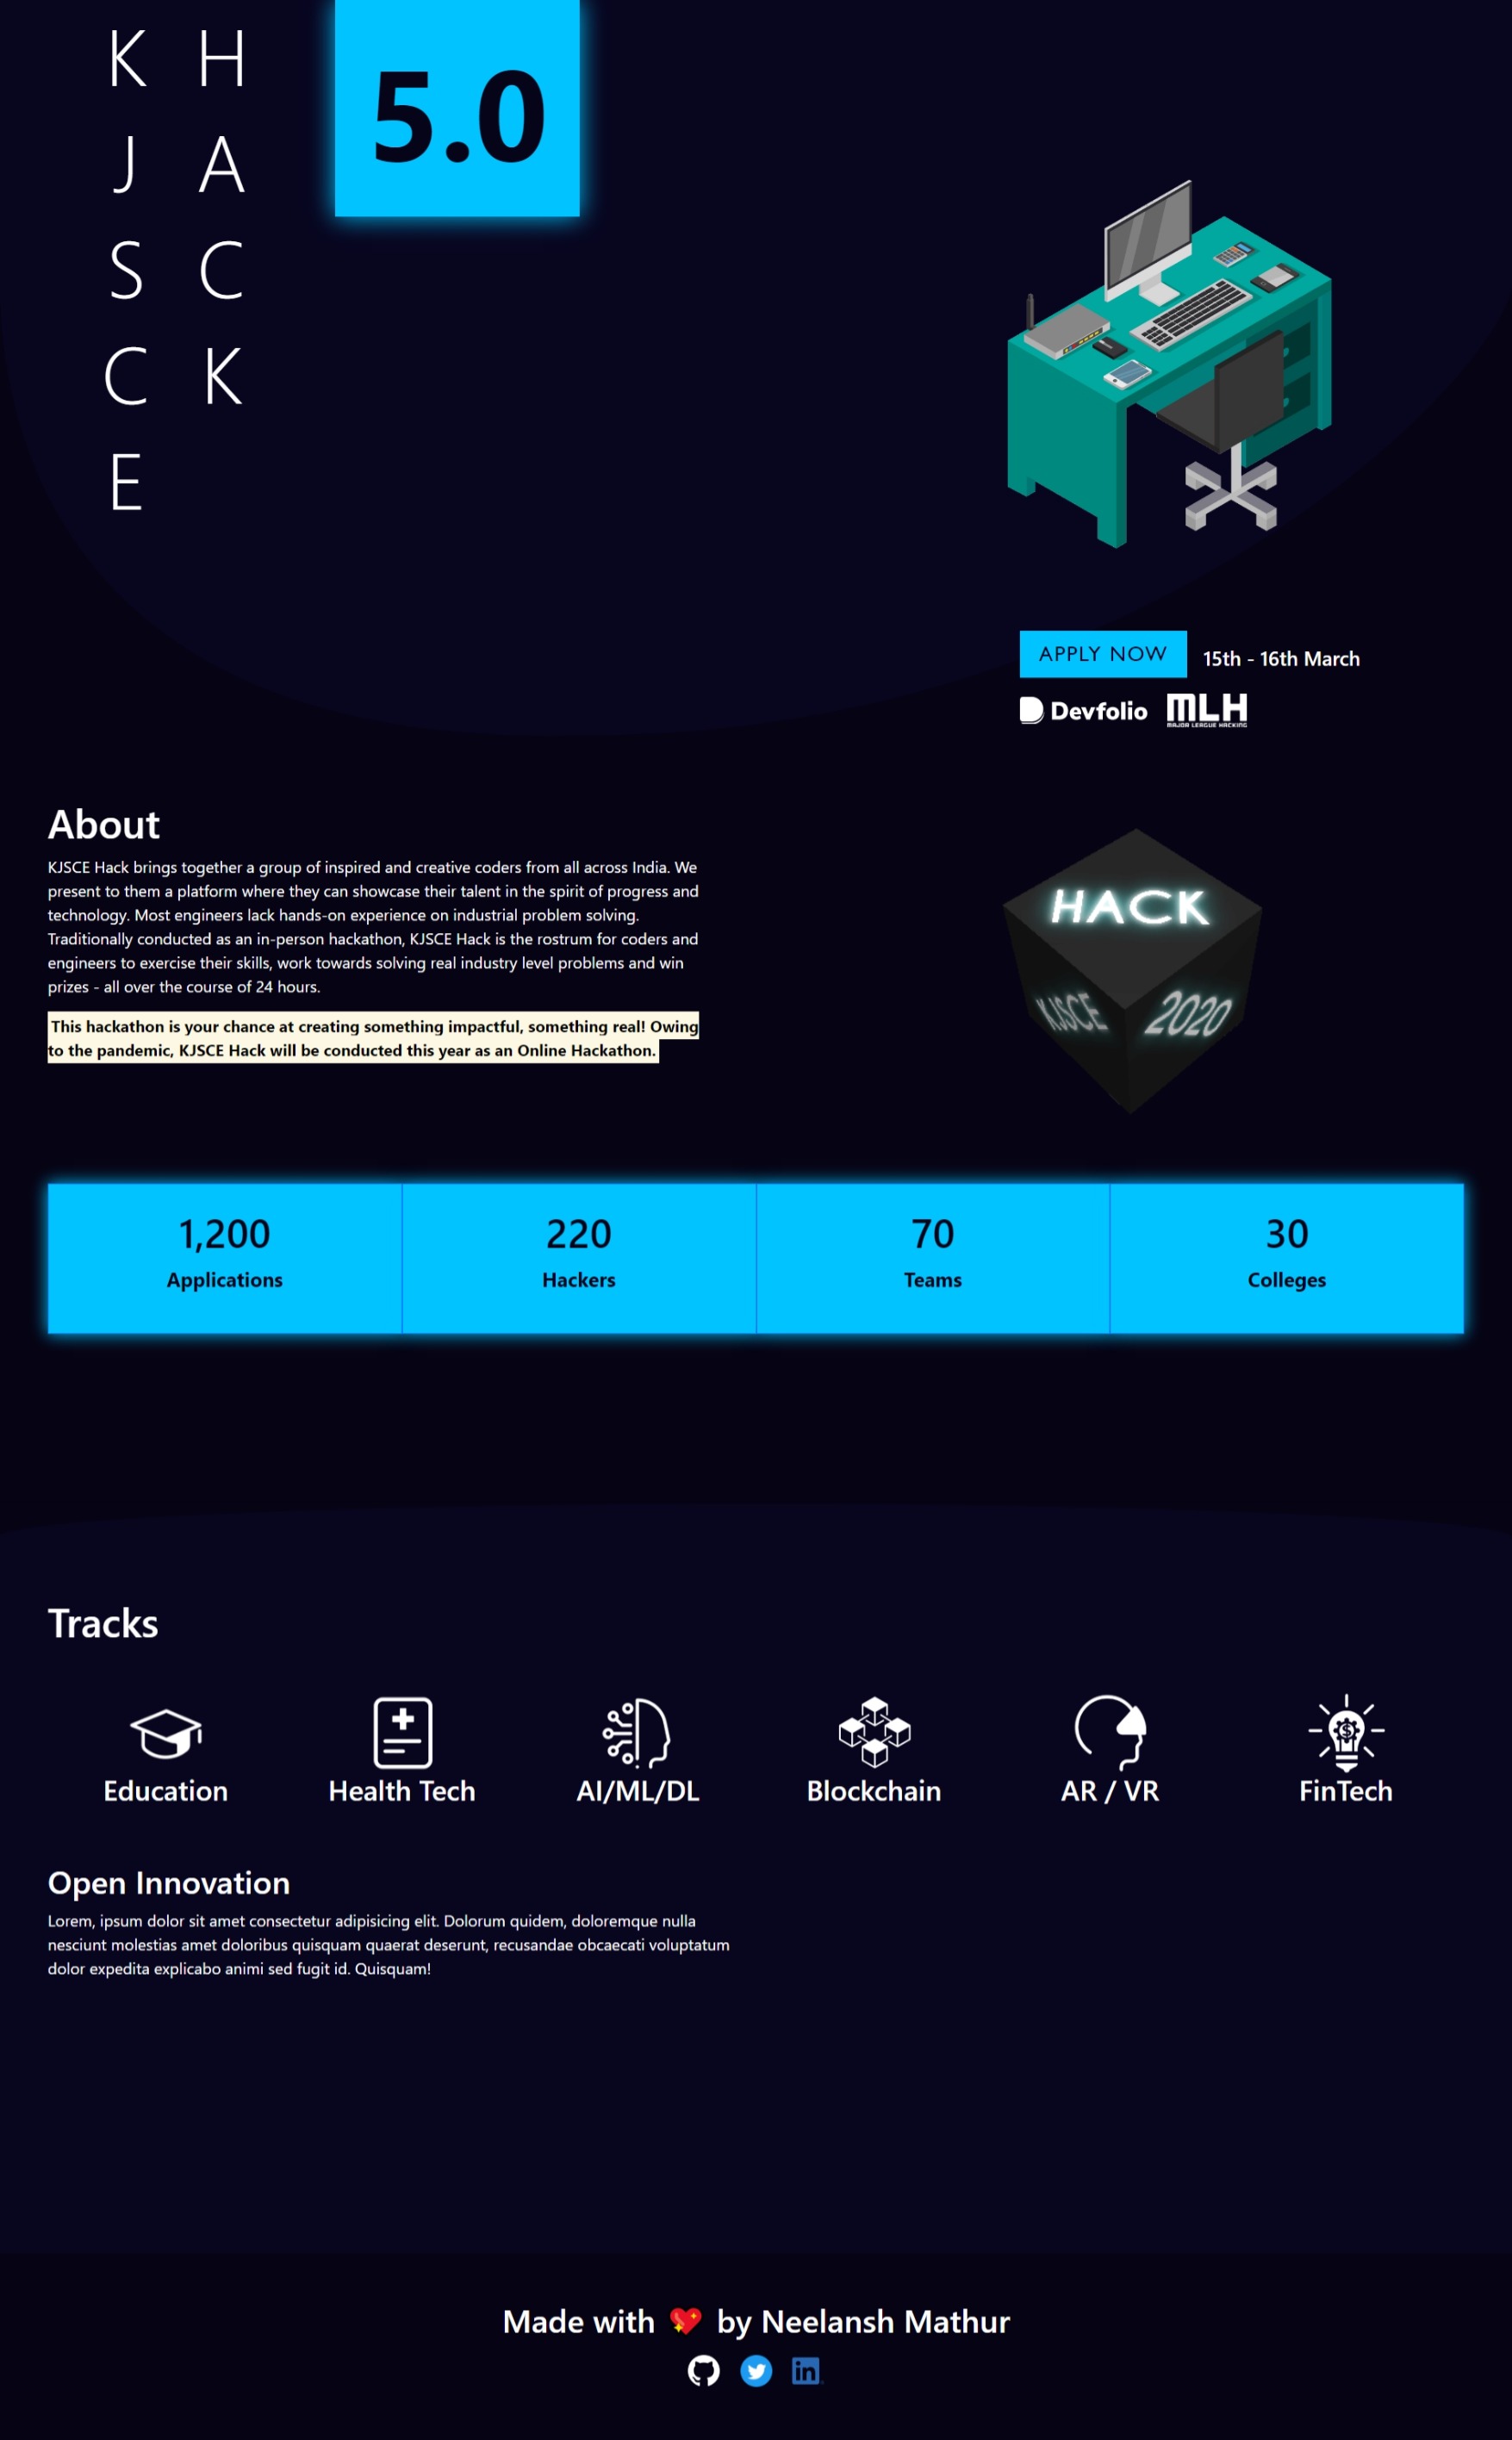 K H
J A
S C
C K
E
5.0
APPLY NOW 15th - 16th March
Devfolio MLH
MAJOR LEAGUE HACKING
About
KJSCE Hack brings together a group of inspired and creative coders from all across India. We
present to them a platform where they can showcase their talent in the spirit of progress and
technology. Most engineers lack hands-on experience on industrial problem solving.
Traditionally conducted as an in-person hackathon, KJSCE Hack is the rostrum for coders and
engineers to exercise their skills, work towards solving real industry level problems and win
prizes - all over the course of 24 hours.
This hackathon is your chance at creating something impactful, something real! Owing
to the pandemic, KJSCE Hack will be conducted this year as an Online Hackathon.
HACK
KJSCE 2020
1,200 220 70 30
Applications Hackers Teams Colleges
Tracks
Education Health Tech AI/ML/DL Blockchain AR / VR FinTech
Open Innovation
Lorem, ipsum dolor sit amet consectetur adipisicing elit. Dolorum quidem, doloremque nulla
nesciunt molestias amet doloribus quisquam quaerat deserunt, recusandae obcaecati voluptatum
dolor expedita explicabo animi sed fugit id. Quisquam!
Made with 💖 by Neelansh Mathur
in